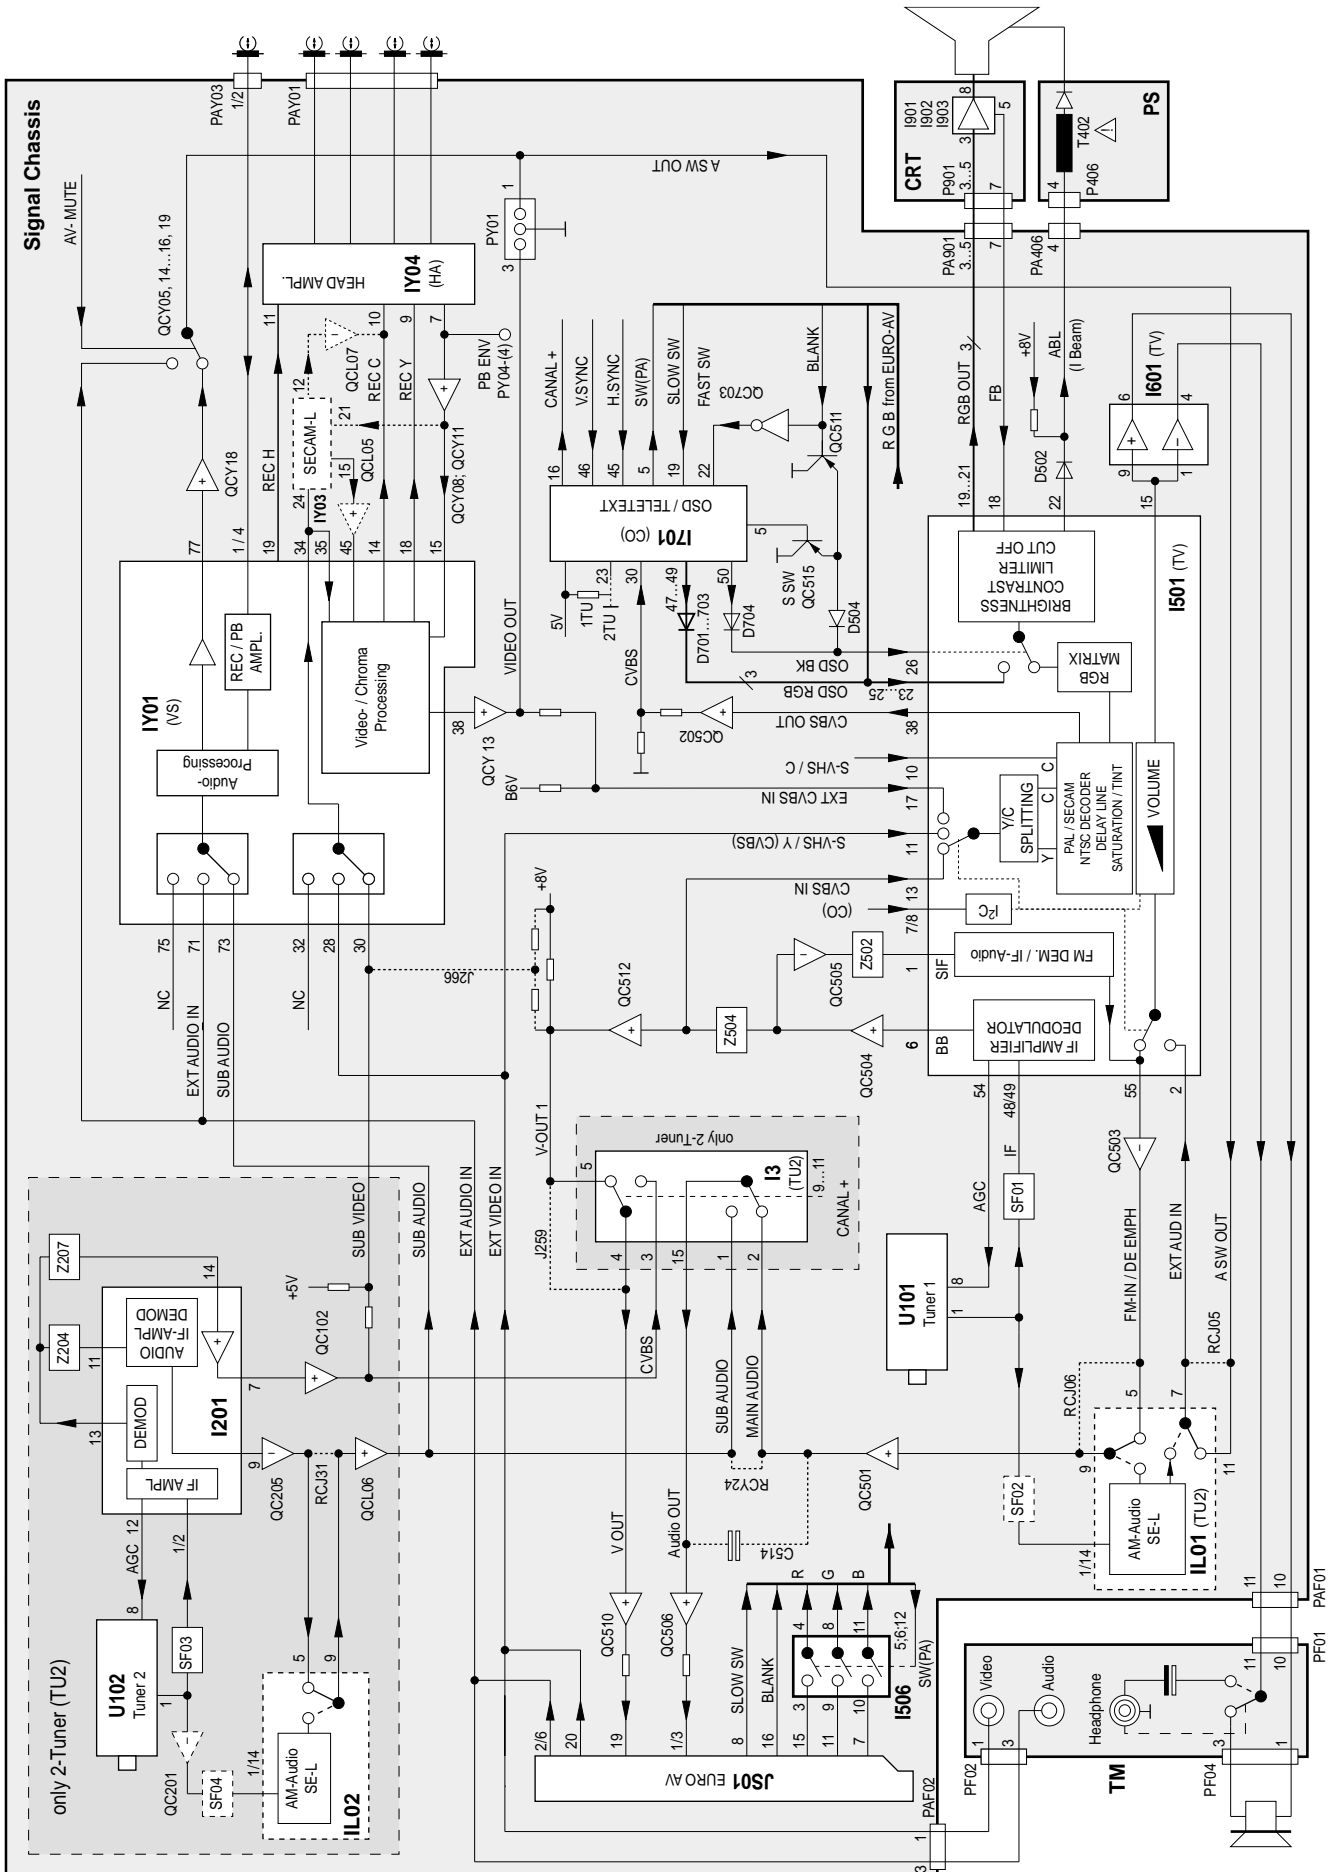 Signal Chassis
AV- MUTE
QCY05, 14...16, 19
PAY03
1/2
PAY01
HEAD AMPL.
IY04
(HA)
11
10
9
7
REC H
REC C
REC Y
QCL07
12
SECAM-L
IY03
24
15
21
QCL05
QCY08; QCY11
PB ENV
PY04-(4)
PY01
1
3
A SW OUT
QCY18
77
1 / 4
19
34
35
45
14
18
15
IY01
(VS)
REC / PB
AMPL.
Audio-
Processing
Video- / Chroma
Processing
38
QCY 13
VIDEO OUT
B6V
75
71
73
32
28
30
NC
EXT AUDIO IN
SUB AUDIO
NC
J266
CANAL +
V.SYNC
H.SYNC
SW(PA)
SLOW SW
FAST SW
BLANK
QC703
16
46
45
5
19
22
OSD / TELETEXT
I701 (CO)
5
5V
1TU
2TU
23
30
47...49
50
CVBS
D701...703
D704
S SW
QC515
QC511
D504
R G B from EURO-AV
OSD BK
OSD RGB
3
26
23...25
CVBS OUT
38
QC502
S-VHS / C
10
EXT CVBS IN
17
S-VHS / Y (CVBS)
11
CVBS IN
13
(CO)
7/8
+8V
QC512
Z504
QC504
QC505
Z502
1
SIF
6
BB
V-OUT 1
CRT
I901
I902
I903
8
5
3
P901
3...5
7
PA901
3...5
7
PS
T402
P406
4
PA406
4
RGB OUT
3
FB
+8V
ABL
(I Beam)
D502
19...21
18
22
15
I601 (TV)
6
4
9
1
I501 (TV)
BRIGHTNESS
CONTRAST
LIMITER
CUT OFF
RGB
MATRIX
Y/C
SPLITTING
Y
C
C
PAL / SECAM
NTSC DECODER
DELAY LINE
SATURATION / TINT
VOLUME
I²C
FM DEM. / IF-Audio
IF AMPLIFIER
DEODULATOR
54
48/49
55
2
AGC
IF
SF01
QC503
FM-IN / DE EMPH
EXT AUD IN
A SW OUT
U101
Tuner 1
8
1
RCJ06
RCJ05
5
7
9
11
SF02
1/14
AM-Audio
SE-L
IL01 (TU2)
only 2-Tuner
I3
(TU2)
9...11
CANAL +
5
4
3
15
1
2
J259
CVBS
SUB AUDIO
MAIN AUDIO
RCY24
QC501
V OUT
Audio OUT
C514
QC510
QC506
SUB VIDEO
SUB AUDIO
EXT AUDIO IN
EXT VIDEO IN
only 2-Tuner (TU2)
Z207
Z204
14
11
13
AUDIO
IF-AMPL
DEMOD
DEMOD
IF AMPL
I201
7
9
+5V
QC102
QC205
RCJ31
QCL06
AGC
12
8
1/2
U102
Tuner 2
1
SF03
QC201
SF04
1/14
5
9
AM-Audio
SE-L
IL02
JS01 EURO AV
2/6
20
19
1/3
8
16
15
11
7
SLOW SW
BLANK
R
G
B
3
9
10
4
8
11
I506
5;6;12
SW(PA)
PAF02
1
3
PF02
1
3
Video
Audio
Headphone
TM
PF04
3
1
PF01
11
10
PAF01
11
10